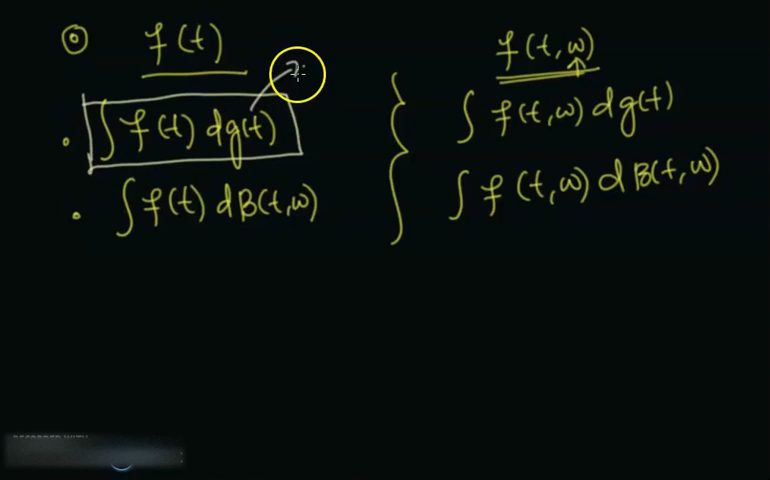 f(t)
∫ f(t) dg(t)
∫ f(t) dB(t,ω)
f(t,ω)
∫ f(t,ω) dg(t)
∫ f(t,ω) dB(t,ω)